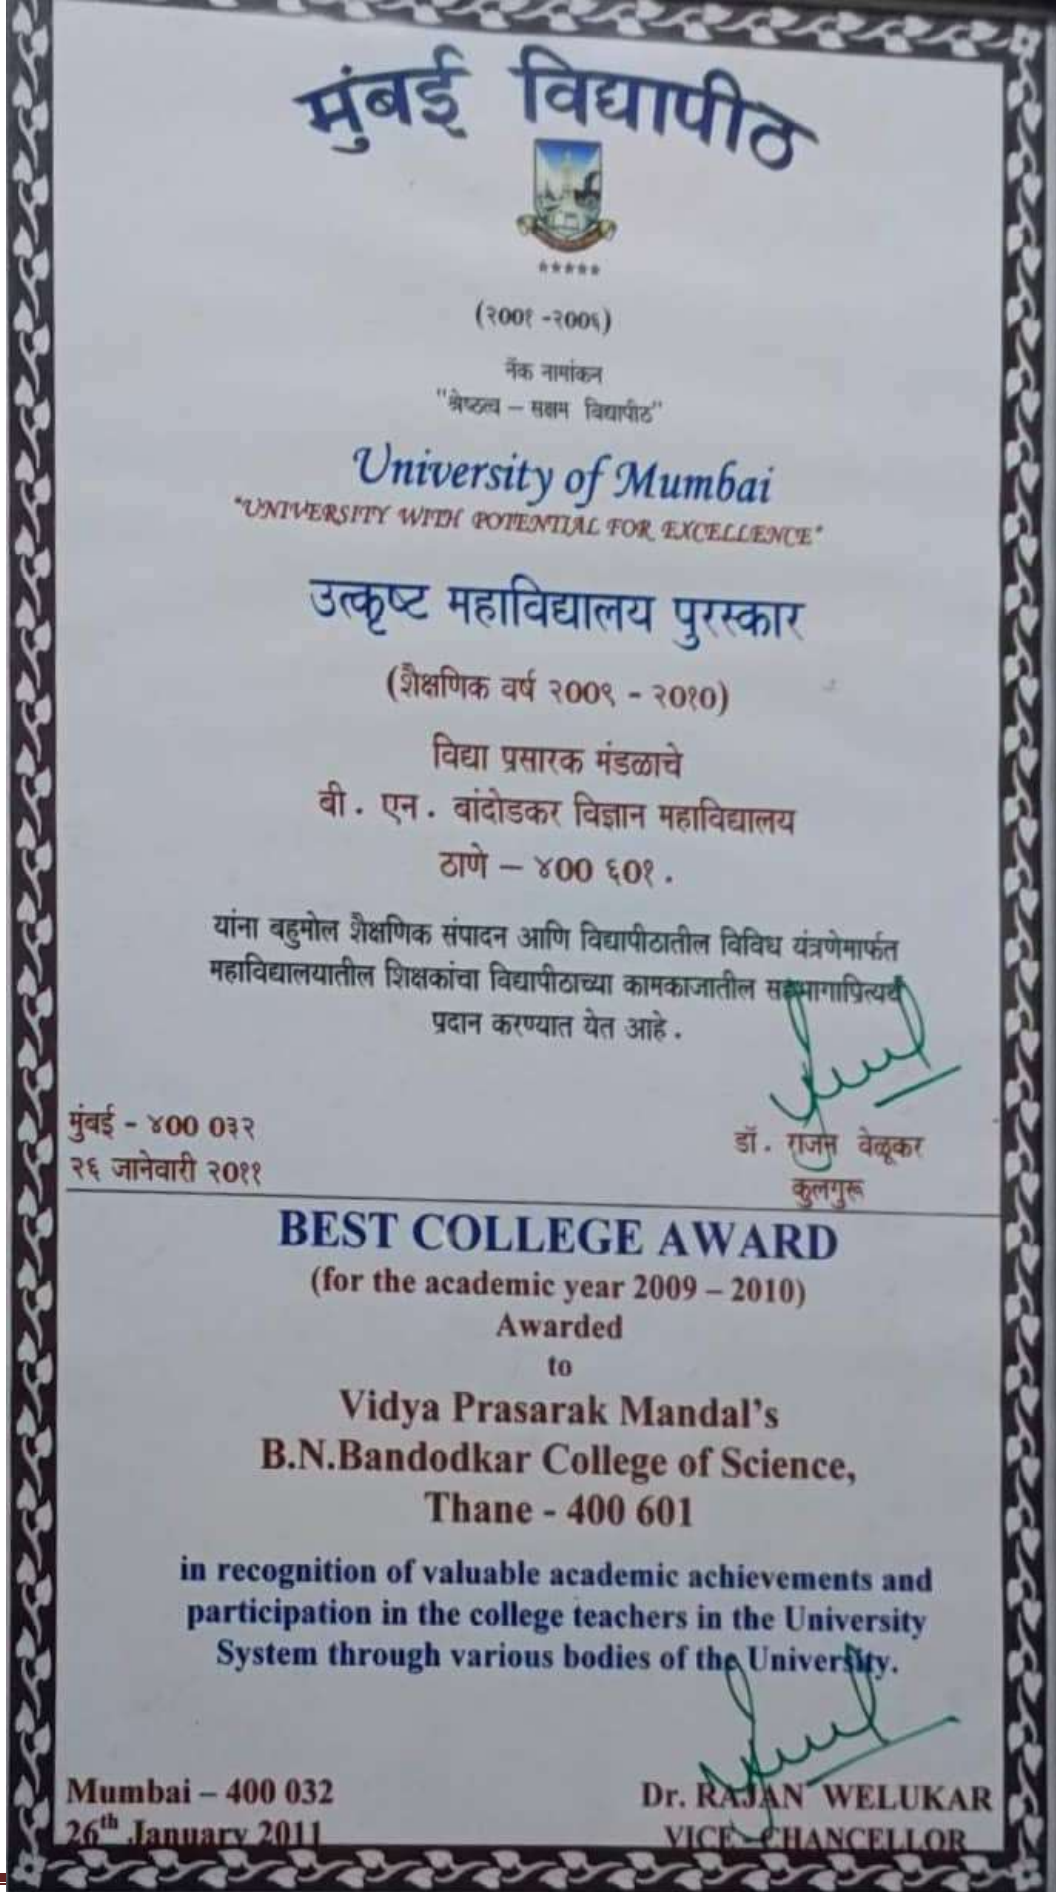 मुंबई विद्यापीठ
*****
(२००१ -२००६)
नॅक नामांकन
"श्रेष्ठत्व – सक्षम विद्यापीठ"
University of Mumbai
"UNIVERSITY WITH POTENTIAL FOR EXCELLENCE"
उत्कृष्ट महाविद्यालय पुरस्कार
(शैक्षणिक वर्ष २००९ - २०१०)
विद्या प्रसारक मंडळाचे
बी . एन . बांदोडकर विज्ञान महाविद्यालय
ठाणे – ४०० ६०१ .
यांना बहुमोल शैक्षणिक संपादन आणि विद्यापीठातील विविध यंत्रणेमार्फत
महाविद्यालयातील शिक्षकांचा विद्यापीठाच्या कामकाजातील सहभागाप्रित्यर्थ
प्रदान करण्यात येत आहे .
मुंबई - ४०० ०३२
२६ जानेवारी २०११
डॉ . राजन वेळूकर
कुलगुरू
BEST COLLEGE AWARD
(for the academic year 2009 – 2010)
Awarded
to
Vidya Prasarak Mandal's
B.N.Bandodkar College of Science,
Thane - 400 601
in recognition of valuable academic achievements and
participation in the college teachers in the University
System through various bodies of the University.
Mumbai – 400 032
26th January 2011
Dr. RAJAN WELUKAR
VICE-CHANCELLOR